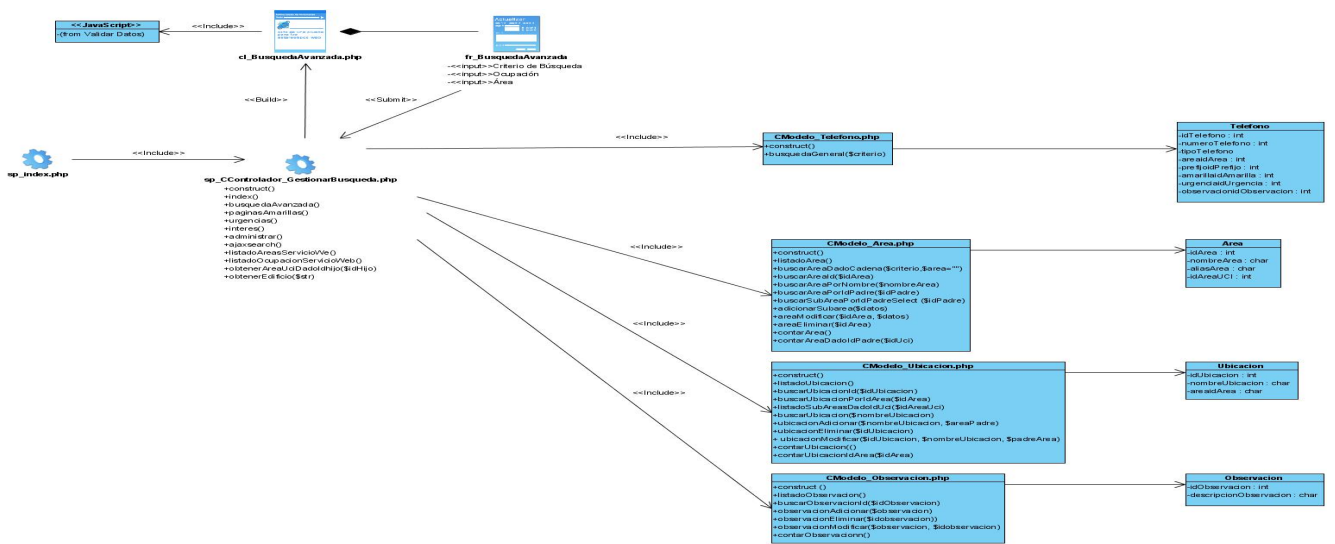 <<JavaScript>>
-(from Validar Datos)
<<Include>>
cl_BusquedaAvanzada.php
Actualizar
fr_BusquedaAvanzada
-<<input>>Criterio de Búsqueda
-<<input>>Ocupación
-<<input>>Área
<<Build>>
<<Submit>>
<<Include>>
sp_index.php
sp_CControlador_GestionarBusqueda.php
+construct()
+index()
+busquedaAvanzada()
+paginasAmarillas()
+urgencias()
+interes()
+administrar()
+ajaxsearch()
+listadoAreasServicioWe()
+listadoOcupacionServicioWeb()
+obtenerAreaUciDadoIdhijo($idHijo)
+obtenerEdificio($str)
<<Include>>
CModelo_Telefono.php
+construct()
+busquedaGeneral($criterio)
Telefono
-idTelefono : int
-numeroTelefono : int
-tipoTelefono
-areaidArea : int
-prefijoidPrefijo : int
-amarillaidAmarilla : int
-urgenciaidUrgencia : int
-observacionidObservacion : int
<<Include>>
CModelo_Area.php
+construct()
+listadoArea()
+buscarAreaDadoCadena($criterio,$area="")
+buscarAreaId($idArea)
+buscarAreaPorNombre($nombreArea)
+buscarAreaPorIdPadre($idPadre)
+buscarSubAreaPorIdPadreSelect ($idPadre)
+adicionarSubarea($datos)
+areaModificar($idArea, $datos)
+areaEliminar($idArea)
+contarArea()
+contarAreaDadoIdPadre($idUci)
Area
-idArea : int
-nombreArea : char
-aliasArea : char
-idAreaUCI : int
<<Include>>
CModelo_Ubicacion.php
+construct()
+listadoUbicacion()
+buscarUbicacionId($idUbicacion)
+buscarUbicacionPorIdArea($idArea)
+listadoSubAreasDadoIdUci($idAreaUci)
+buscarUbicacion($nombreUbicacion)
+ubicacionAdicionar($nombreUbicacion, $areaPadre)
+ubicacionEliminar($idUbicacion)
+ ubicacionModificar($idUbicacion, $nombreUbicacion, $padreArea)
+contarUbicacion(()
+contarUbicacionIdArea($idArea)
Ubicacion
-idUbicacion : int
-nombreUbicacion : char
-areaidArea : char
<<Include>>
CModelo_Observacion.php
+construct ()
+listadoObservacion()
+buscarObservacionId($idObservacion)
+observacionAdicionar($observacion)
+observacionEliminar($idobservacion))
+observacionModificar($observacion, $idobservacion)
+contarObservacionn()
Observacion
-idObservacion : int
-descripcionObservacion : char